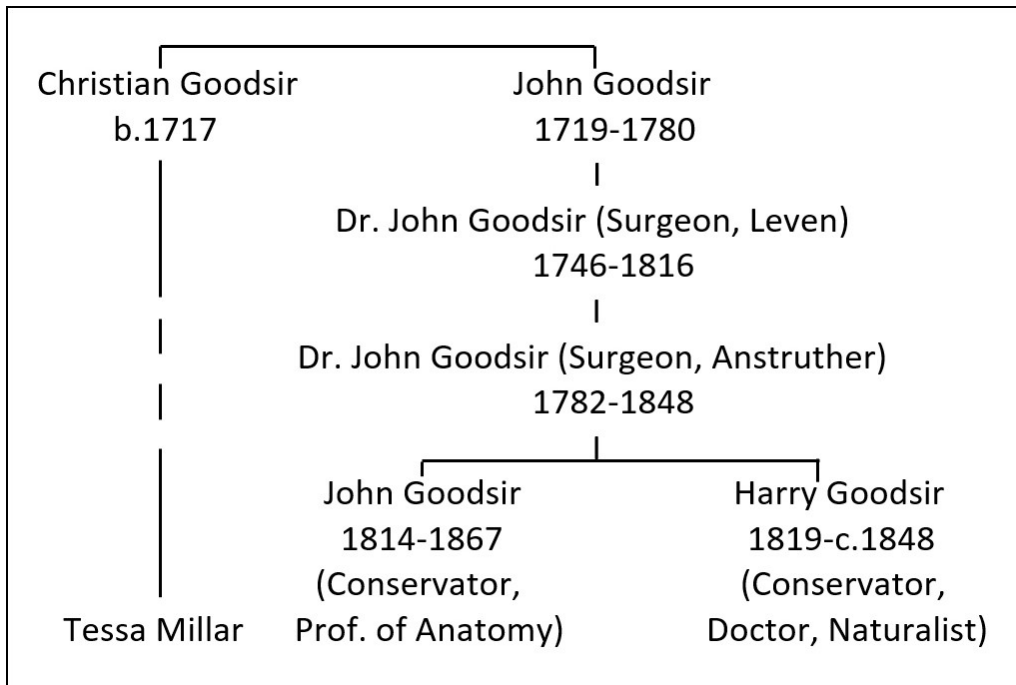 Christian Goodsir
b.1717
John Goodsir
1719-1780
Dr. John Goodsir (Surgeon, Leven)
1746-1816
Dr. John Goodsir (Surgeon, Anstruther)
1782-1848
John Goodsir
1814-1867
(Conservator,
Prof. of Anatomy)
Harry Goodsir
1819-c.1848
(Conservator,
Doctor, Naturalist)
Tessa Millar